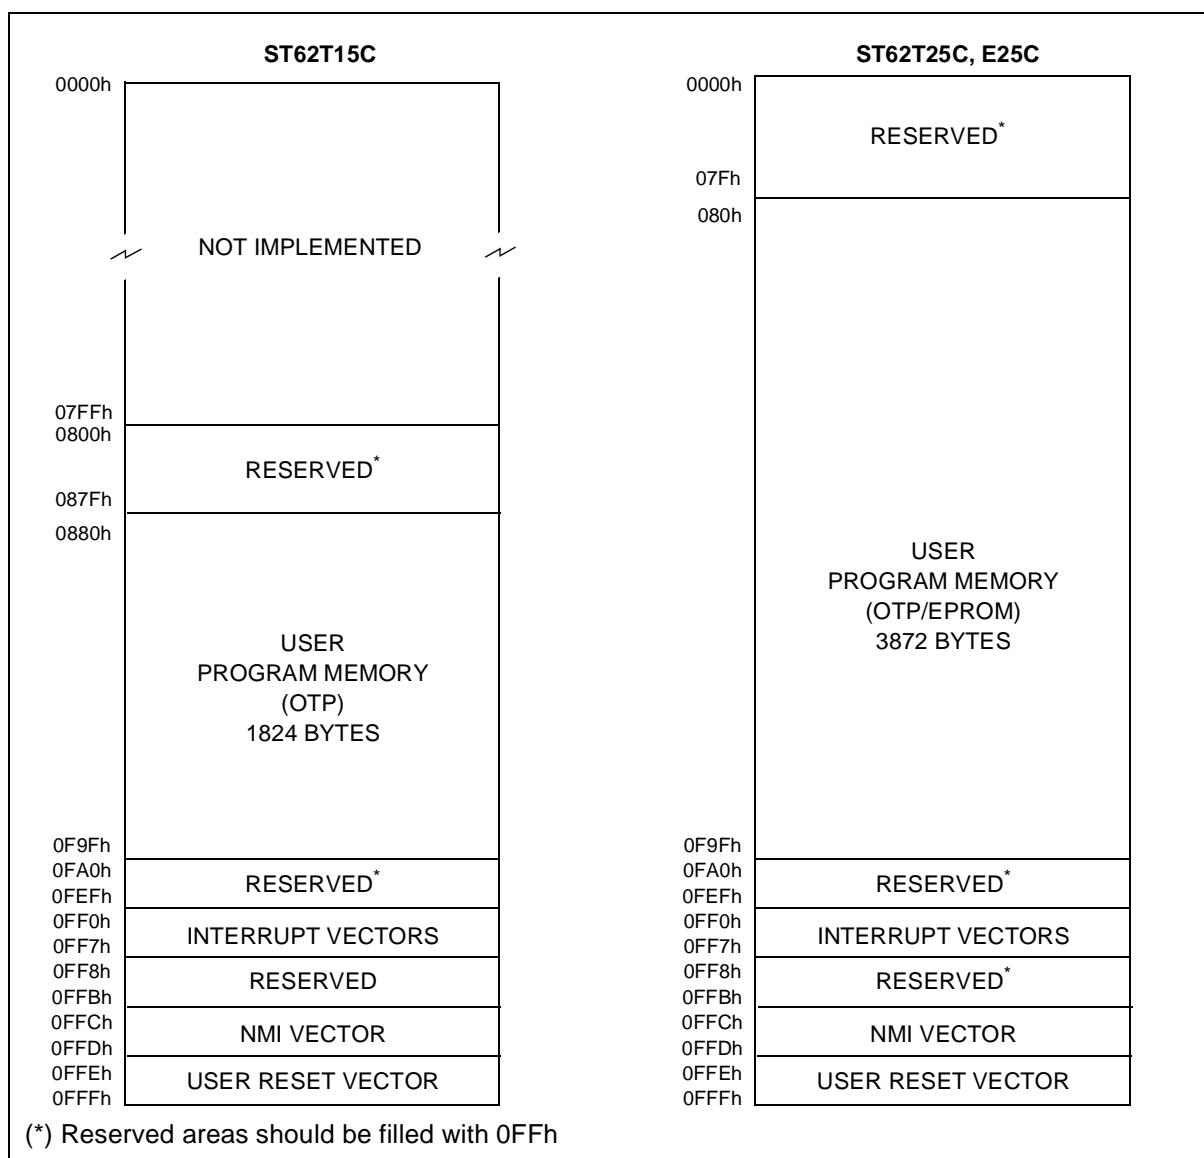 ST62T15C
0000h
NOT IMPLEMENTED
07FFh
0800h
RESERVED*
087Fh
0880h
USER
PROGRAM MEMORY
(OTP)
1824 BYTES
0F9Fh
0FA0h
RESERVED*
0FEFh
0FF0h
INTERRUPT VECTORS
0FF7h
0FF8h
RESERVED
0FFBh
0FFCh
NMI VECTOR
0FFDh
0FFEh
USER RESET VECTOR
0FFFh
ST62T25C, E25C
0000h
RESERVED*
07Fh
080h
USER
PROGRAM MEMORY
(OTP/EPROM)
3872 BYTES
0F9Fh
0FA0h
RESERVED*
0FEFh
0FF0h
INTERRUPT VECTORS
0FF7h
0FF8h
RESERVED*
0FFBh
0FFCh
NMI VECTOR
0FFDh
0FFEh
USER RESET VECTOR
0FFFh
(*) Reserved areas should be filled with 0FFh